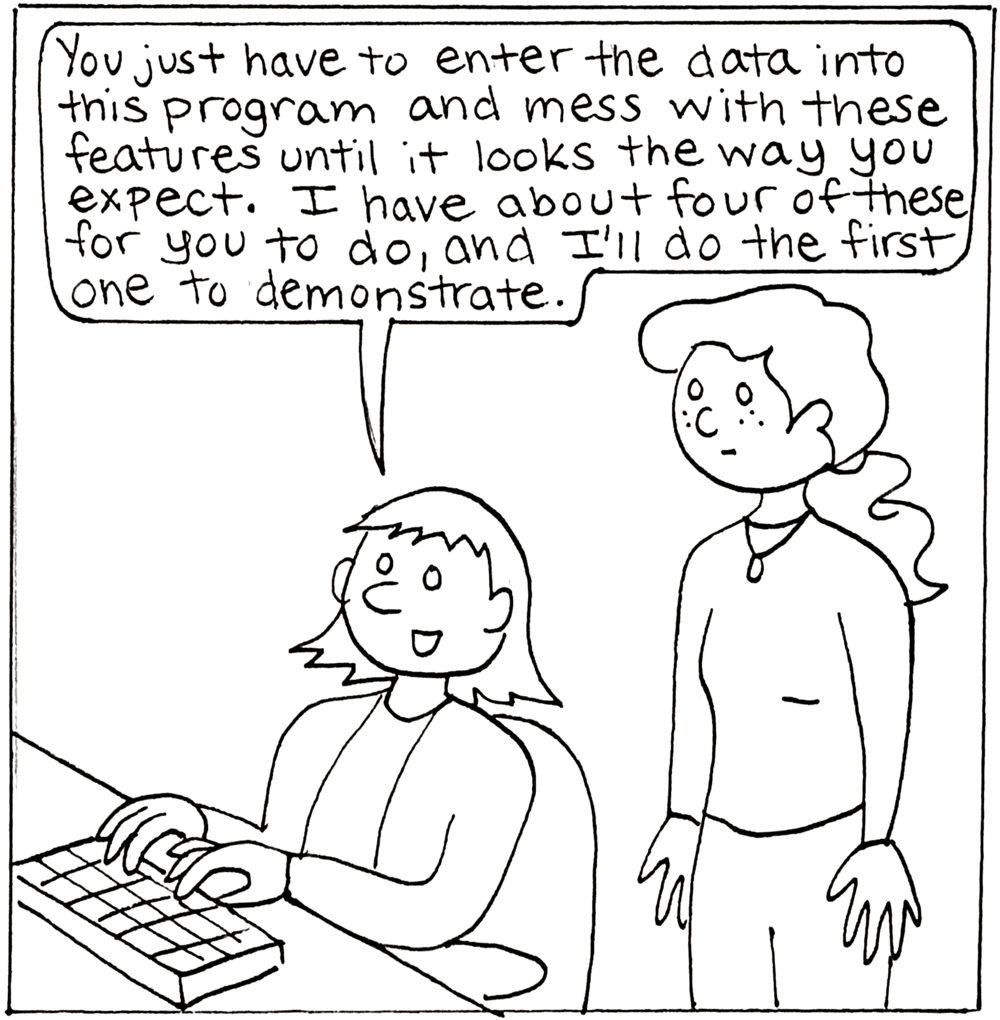 You just have to enter the data into
this program and mess with these
features until it looks the way you
expect. I have about four of these
for you to do, and I'll do the first
one to demonstrate.